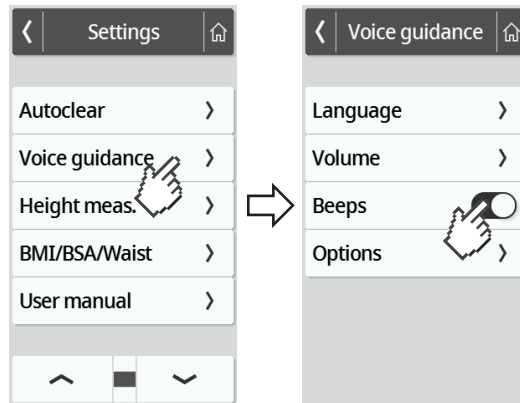 Settings
Autoclear
Voice guidance
Height meas.
BMI/BSA/Waist
User manual
Voice guidance
Language
Volume
Beeps
Options